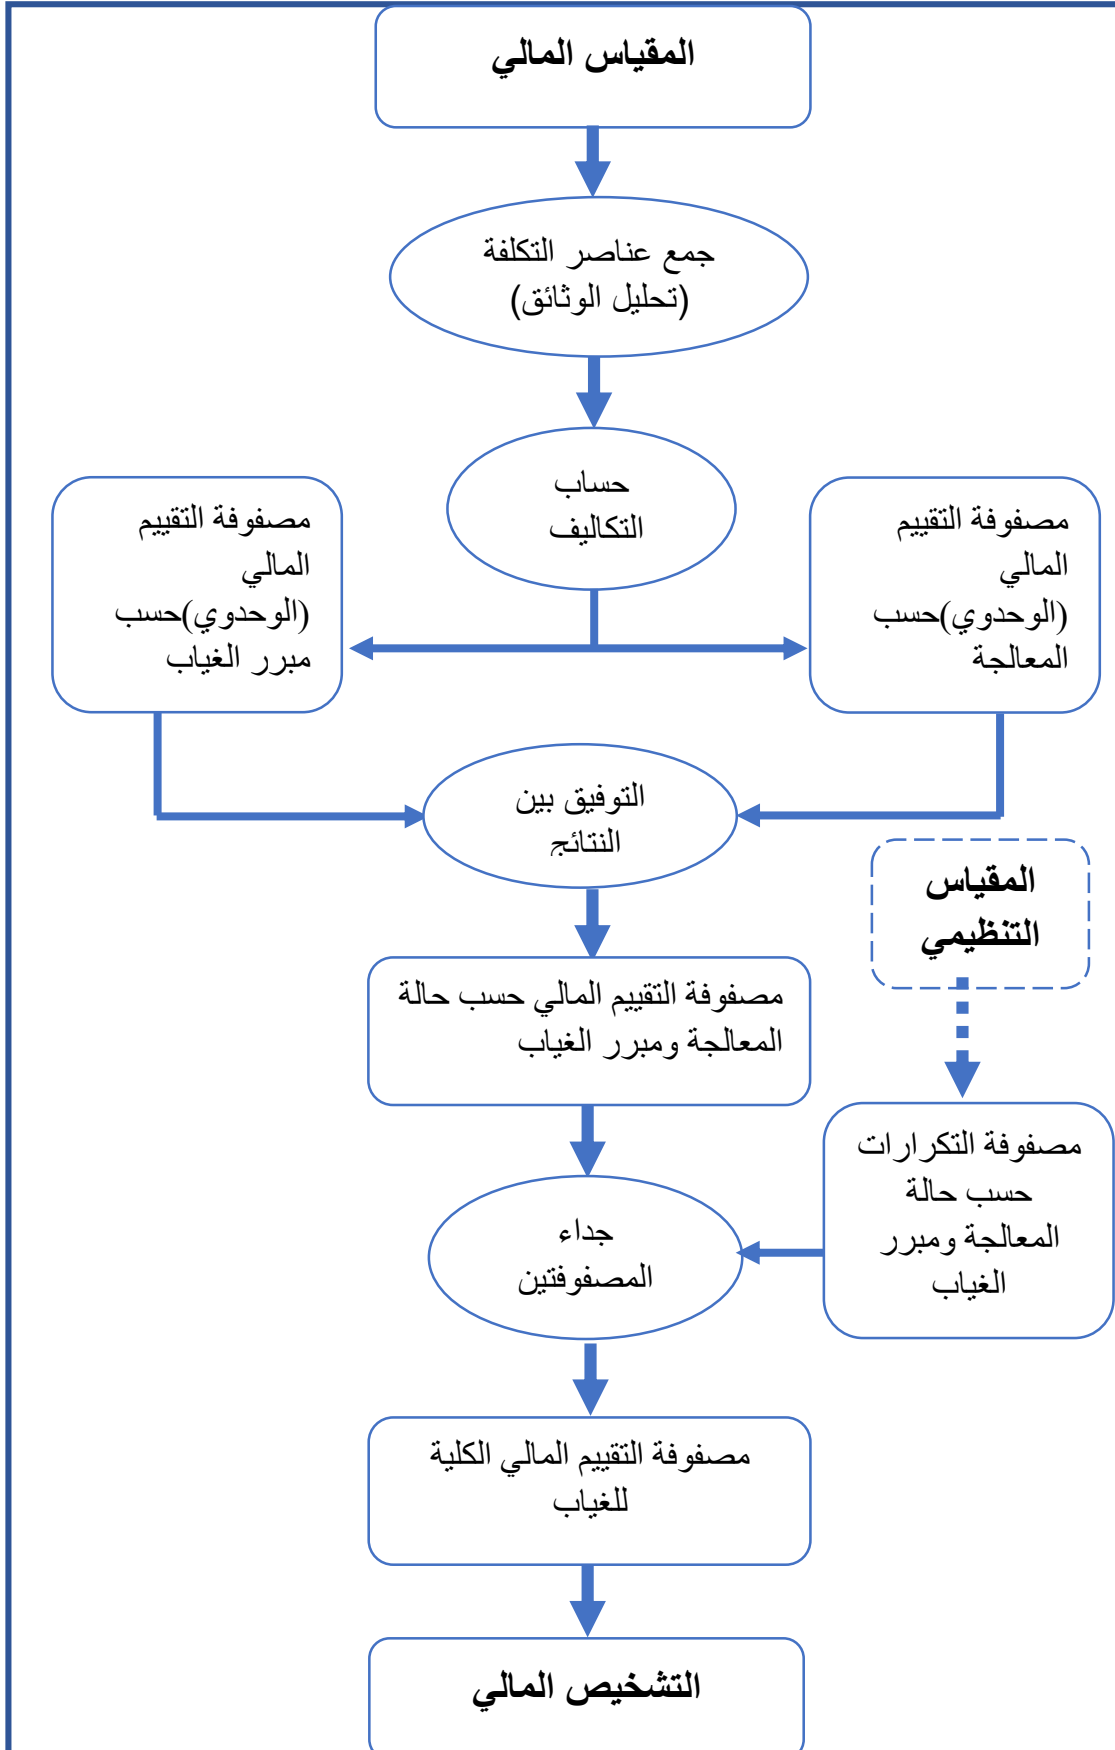 المقياس المالي
جمع عناصر التكلفة
(تحليل الوثائق)
حساب
التكاليف
مصفوفة التقييم
المالي
(الوحدوي)حسب
المعالجة
مصفوفة التقييم
المالي
(الوحدوي)حسب
مبرر الغياب
التوفيق بين
النتائج
المقياس
التنظيمي
مصفوفة التقييم المالي حسب حالة
المعالجة ومبرر الغياب
مصفوفة التكرارات
حسب حالة
المعالجة ومبرر
الغياب
جداء
المصفوفتين
مصفوفة التقييم المالي الكلية
للغياب
التشخيص المالي